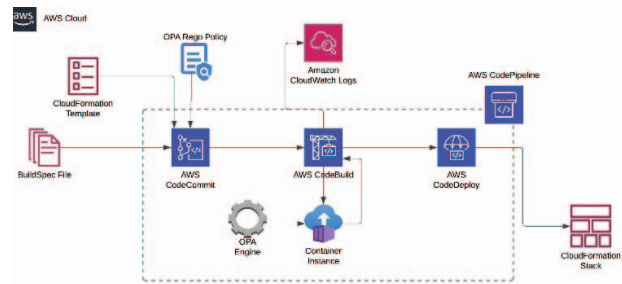 aws
AWS Cloud
OPA Rego Policy
Amazon
CloudWatch Logs
AWS CodePipeline
CloudFormation
Template
BuildSpec File
AWS
CodeCommit
AWS CodeBuild
AWS
CodeDeploy
OPA
Engine
Container
Instance
CloudFormation
Stack